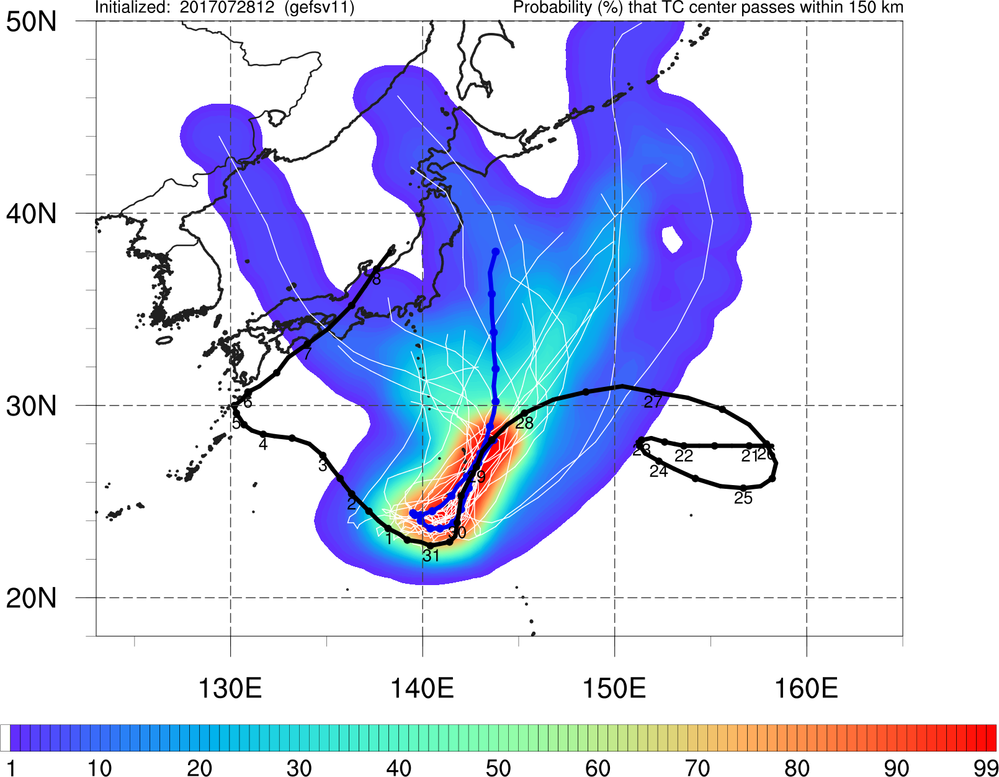 Initialized: 2017072812 (gefsv11)
Probability (%) that TC center passes within 150 km
50N
40N
30N
20N
8
7
6
5
4
3
2
1
31
30
29
28
27
23
22
21
20
24
25
130E
140E
150E
160E
1 10 20 30 40 50 60 70 80 90 99